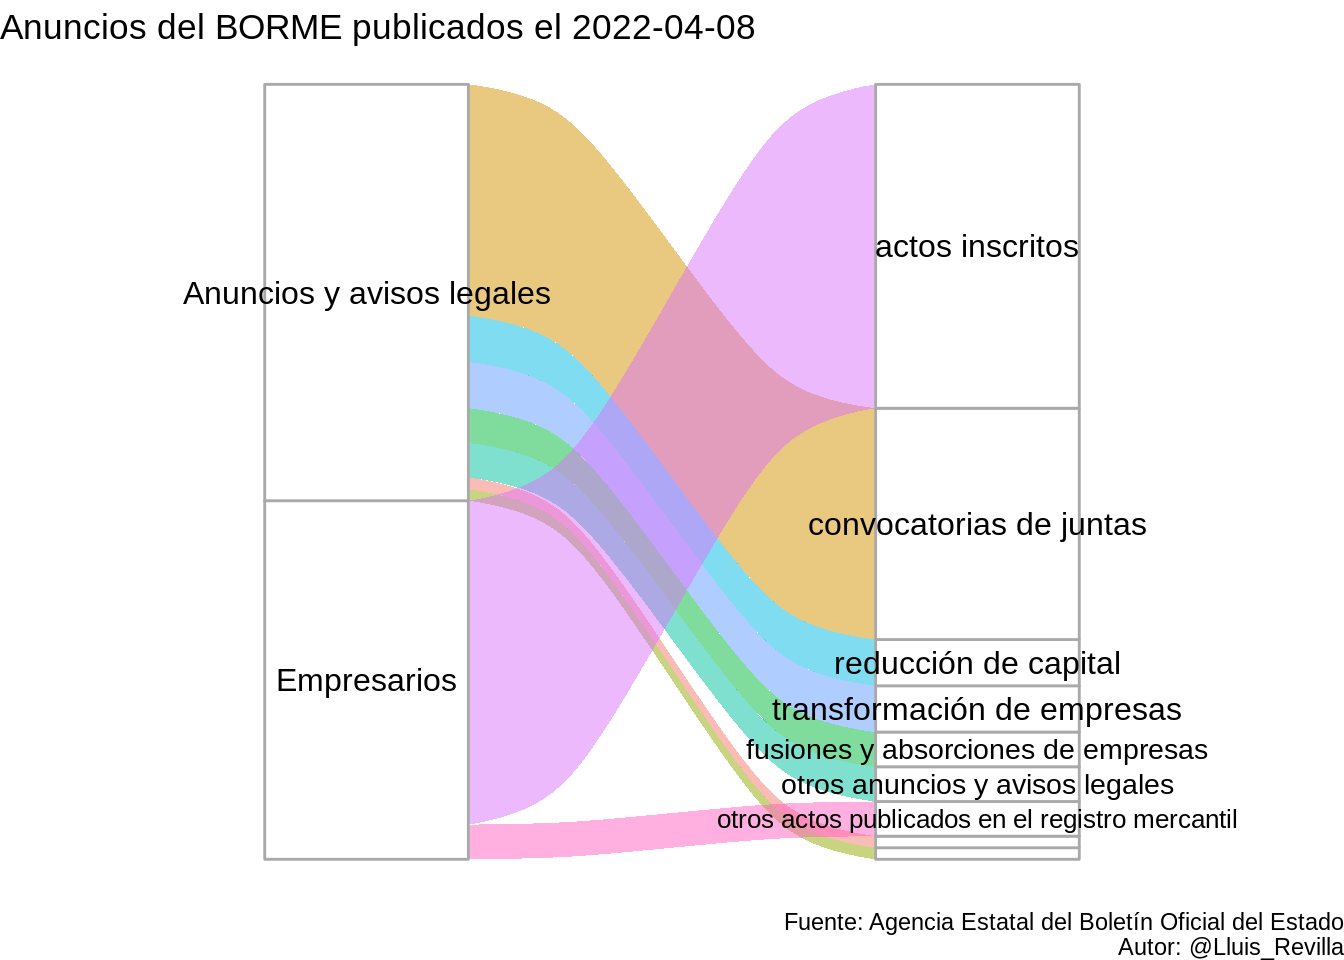 Anuncios del BORME publicados el 2022-04-08
Anuncios y avisos legales
Empresarios
actos inscritos
convocatorias de juntas
reducción de capital
transformación de empresas
fusiones y absorciones de empresas
otros anuncios y avisos legales
otros actos publicados en el registro mercantil
Fuente: Agencia Estatal del Boletín Oficial del Estado
Autor: @Lluis_Revilla